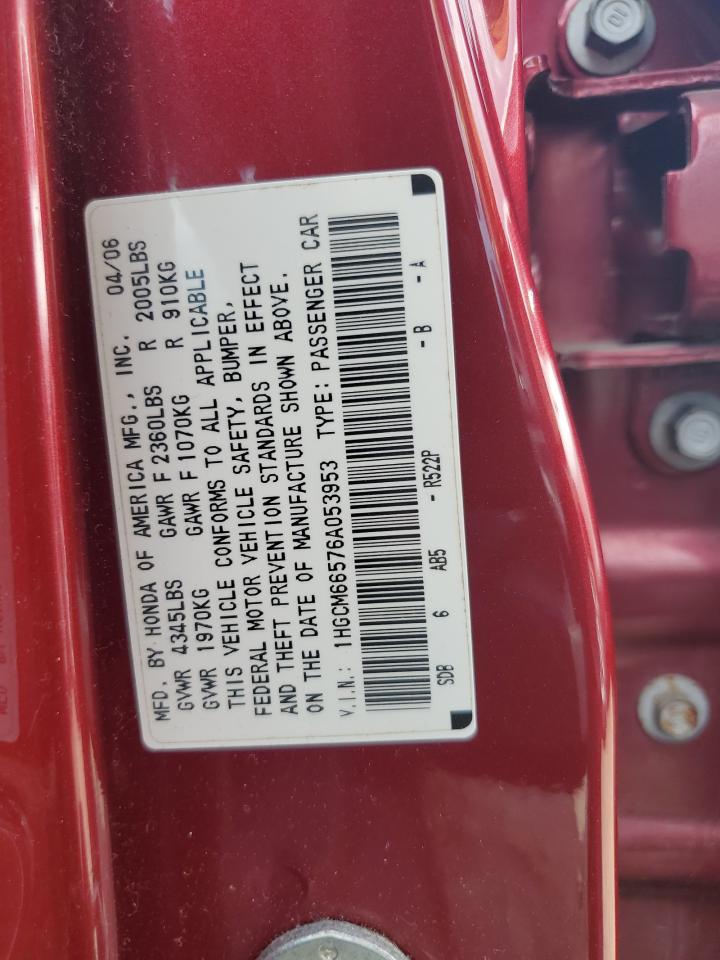 MFD. BY HONDA OF AMERICA MFG., INC. 04/06
GVWR 4345LBS GAWR F 2360LBS R 2005LBS
GVWR 1970KG GAWR F 1070KG R 910KG
THIS VEHICLE CONFORMS TO ALL APPLICABLE
FEDERAL MOTOR VEHICLE SAFETY, BUMPER,
AND THEFT PREVENTION STANDARDS IN EFFECT
ON THE DATE OF MANUFACTURE SHOWN ABOVE.
V.I.N.: 1HGCM66576A053953 TYPE: PASSENGER CAR
SDB 6 AB5 - R522P - B - A
10